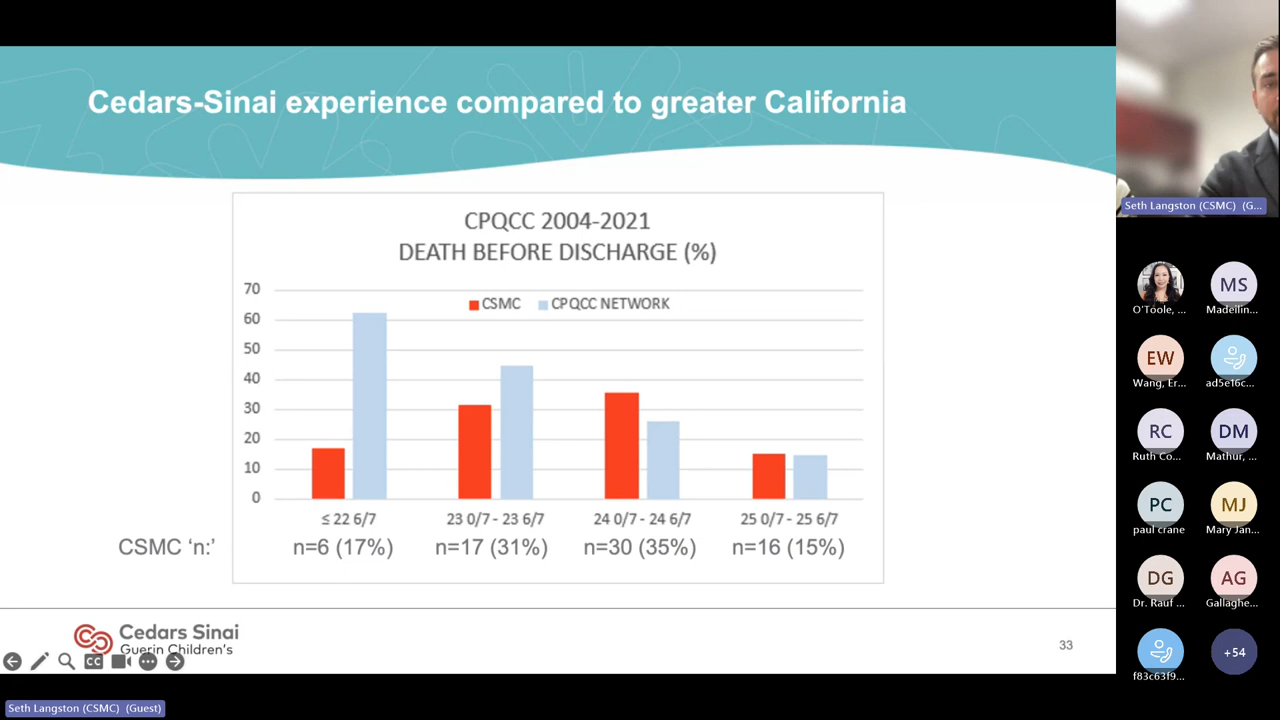 Cedars-Sinai experience compared to greater California
CPQCC 2004-2021
DEATH BEFORE DISCHARGE (%)
CSMC CPQCC NETWORK
70
60
50
40
30
20
10
0
≤ 22 6/7 23 0/7 - 23 6/7 24 0/7 - 24 6/7 25 0/7 - 25 6/7
CSMC ‘n:’ n=6 (17%) n=17 (31%) n=30 (35%) n=16 (15%)
Cedars Sinai
Guerin Children's
33
CC
Seth Langston (CSMC) (Guest)
Seth Langston (CSMC) (G...
MS
O'Toole, ... Madeilin...
EW
Wang, Er... ad5e16c...
RC DM
Ruth Co... Mathur, ...
PC MJ
paul crane Mary Jan...
DG AG
Dr. Rauf ... Gallaghe...
+54
f83c63f9...